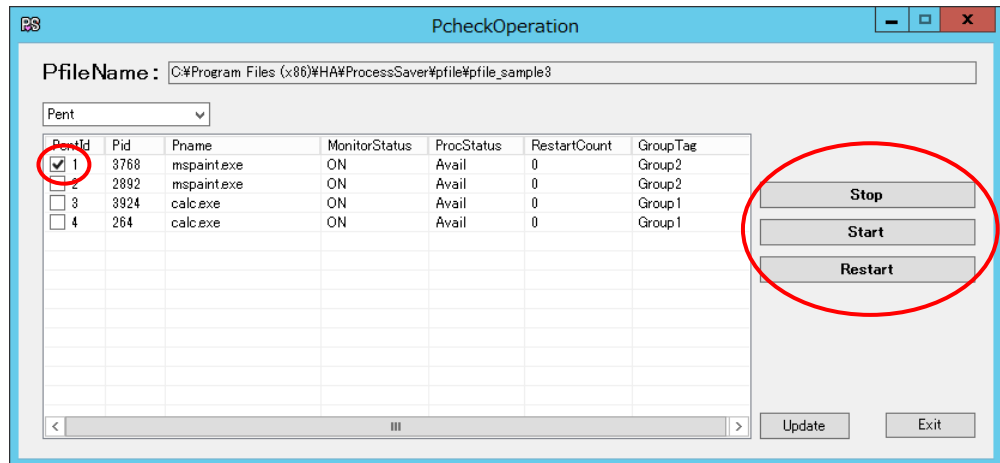 PS PcheckOperation
PfileName: C:¥Program Files (x86)¥HA¥ProcessSaver¥pfile¥pfile_sample3
Pent
PentId Pid Pname MonitorStatus ProcStatus RestartCount GroupTag
1 3768 mspaint.exe ON Avail 0 Group2
2 2892 mspaint.exe ON Avail 0 Group2
3 3924 calc.exe ON Avail 0 Group1
4 264 calc.exe ON Avail 0 Group1
Stop
Start
Restart
Update Exit